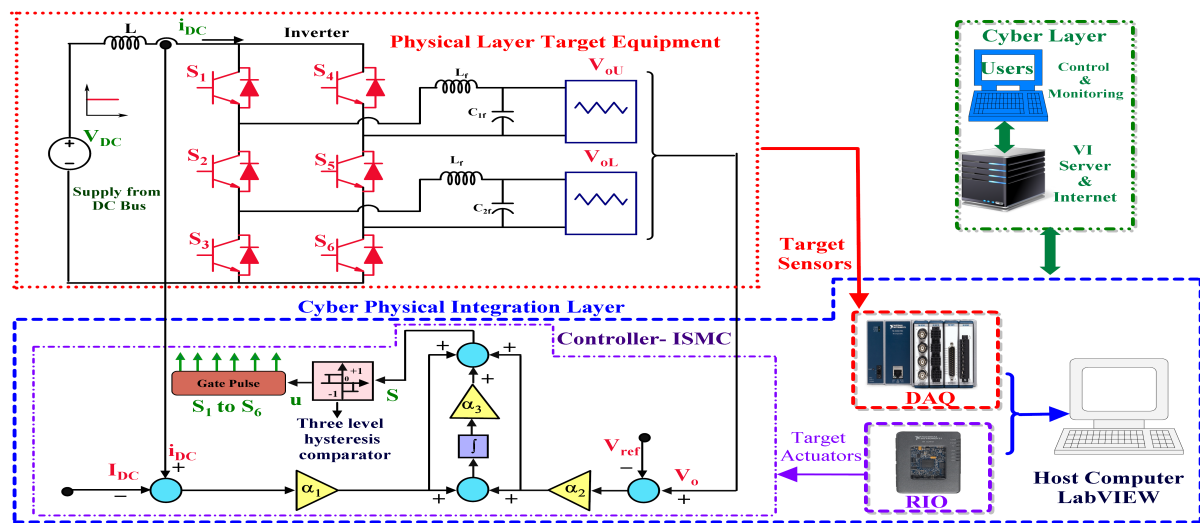 L
iDC
Inverter
Physical Layer Target Equipment
S1
S4
Lf
VoU
C1f
VDC
+
−
S2
S5
Lf
VoL
C2f
Supply from
DC Bus
S3
S6
Cyber Layer
Users
Control
&
Monitoring
VI
Server
&
Internet
Target
Sensors
Cyber Physical Integration Layer
Controller- ISMC
Gate Pulse
S1 to S6
u
+1
0
-1
S
Three level
hysteresis
comparator
+
+
+
α3
∫
iDC
+
IDC
−
α1
+
+
α2
Vref
−
Vo
+
DAQ
Target
Actuators
RIO
Host Computer
LabVIEW